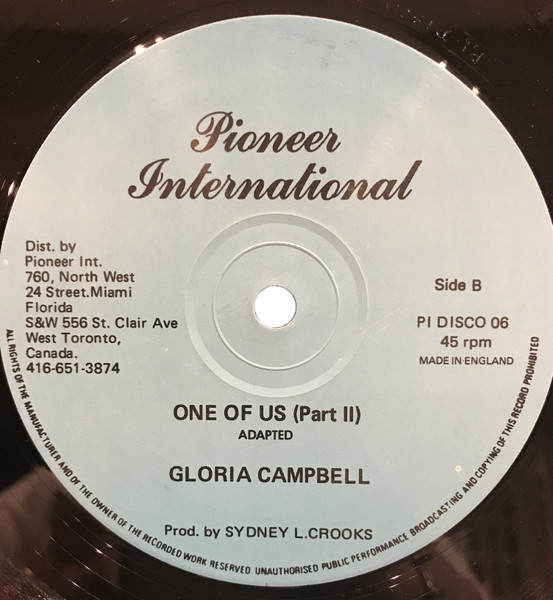 Pioneer
International
Dist. by
Pioneer Int.
760, North West
24 Street.Miami
Florida
S&W 556 St. Clair Ave
West Toronto,
Canada.
416-651-3874
Side B
PI DISCO 06
45 rpm
MADE IN ENGLAND
ONE OF US (Part II)
ADAPTED
GLORIA CAMPBELL
Prod. by SYDNEY L.CROOKS
ALL RIGHTS OF THE MANUFACTURER AND OF THE OWNER OF THE RECORDED WORK RESERVED UNAUTHORISED PUBLIC PERFORMANCE BROADCASTING AND COPYING OF THIS RECORD PROHIBITED